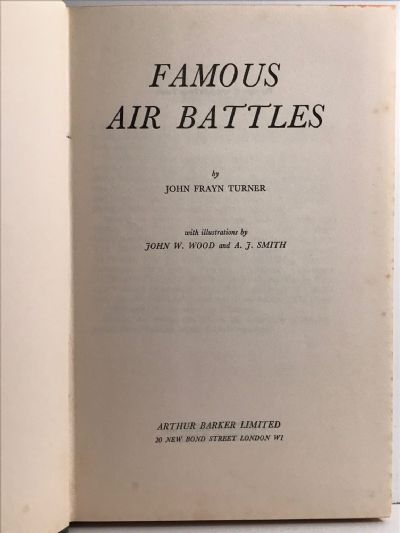 FAMOUS
AIR BATTLES
by
JOHN FRAYN TURNER
with illustrations by
JOHN W. WOOD and A. J. SMITH
ARTHUR BARKER LIMITED
20 NEW BOND STREET LONDON W1